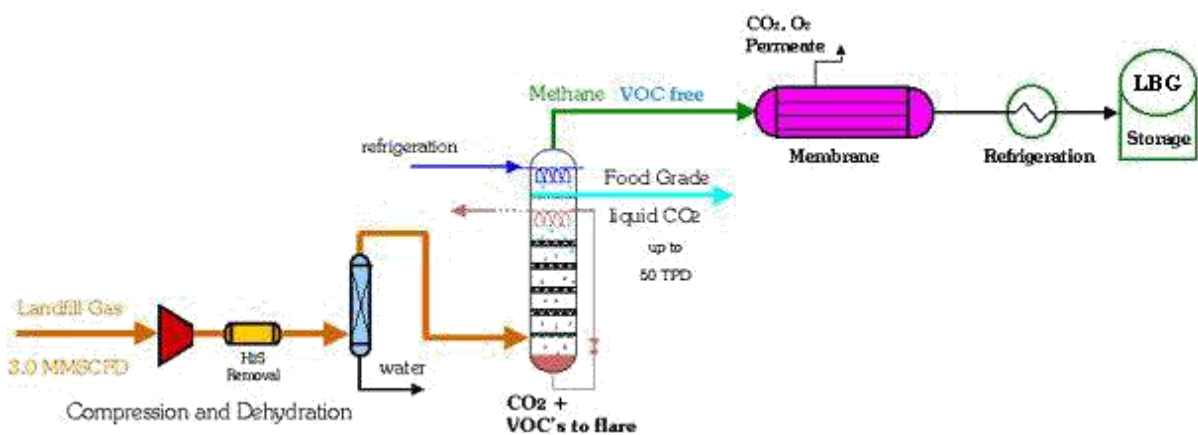 CO₂, O₂
Permeate
LBG
Methane VOC free
Storage
Membrane
Refrigeration
refrigeration
Food Grade
liquid CO₂
up to
50 TPD
Landfill Gas
H₂S
Removal
3.0 MMSCFD
water
Compression and Dehydration
CO₂ +
VOC's to flare